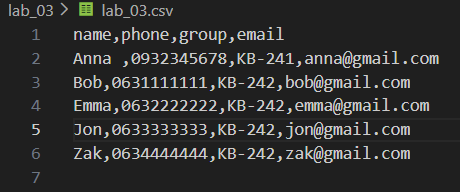 lab_03 > lab_03.csv
1 name,phone,group,email
2 Anna ,0932345678,KB-241,anna@gmail.com
3 Bob,0631111111,KB-242,bob@gmail.com
4 Emma,0632222222,KB-242,emma@gmail.com
5 Jon,0633333333,KB-242,jon@gmail.com
6 Zak,0634444444,KB-242,zak@gmail.com
7